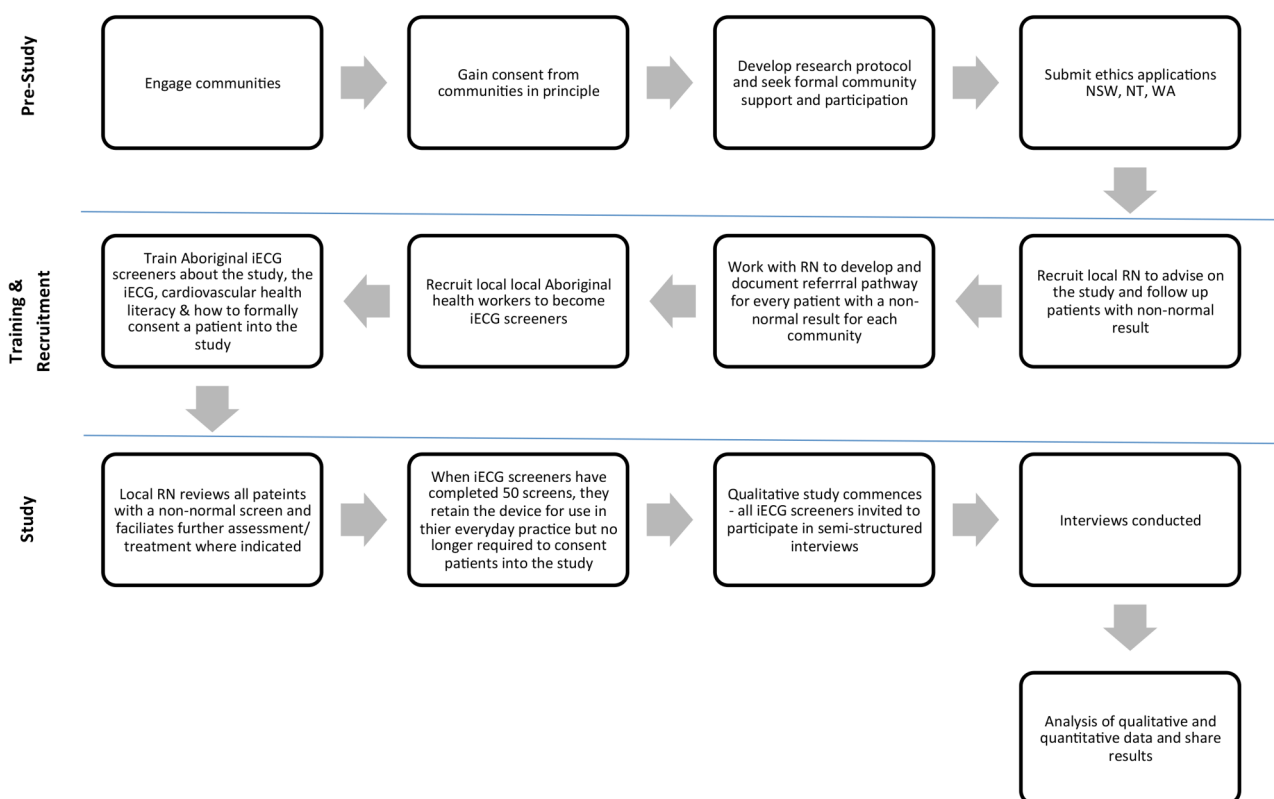 Pre-Study
Engage communities
Gain consent from
communities in principle
Develop research protocol
and seek formal community
support and participation
Submit ethics applications
NSW, NT, WA
Training &
Recruitment
Train Aboriginal iECG
screeners about the study, the
iECG, cardiovascular health
literacy & how to formally
consent a patient into the
study
Recruit local local Aboriginal
health workers to become
iECG screeners
Work with RN to develop and
document referrral pathway
for every patient with a non-
normal result for each
community
Recruit local RN to advise on
the study and follow up
patients with non-normal
result
Study
Local RN reviews all pateints
with a non-normal screen and
faciliates further assessment/
treatment where indicated
When iECG screeners have
completed 50 screens, they
retain the device for use in
thier everyday practice but no
longer required to consent
patients into the study
Qualitative study commences
- all iECG screeners invited to
participate in semi-structured
interviews
Interviews conducted
Analysis of qualitative and
quantitative data and share
results